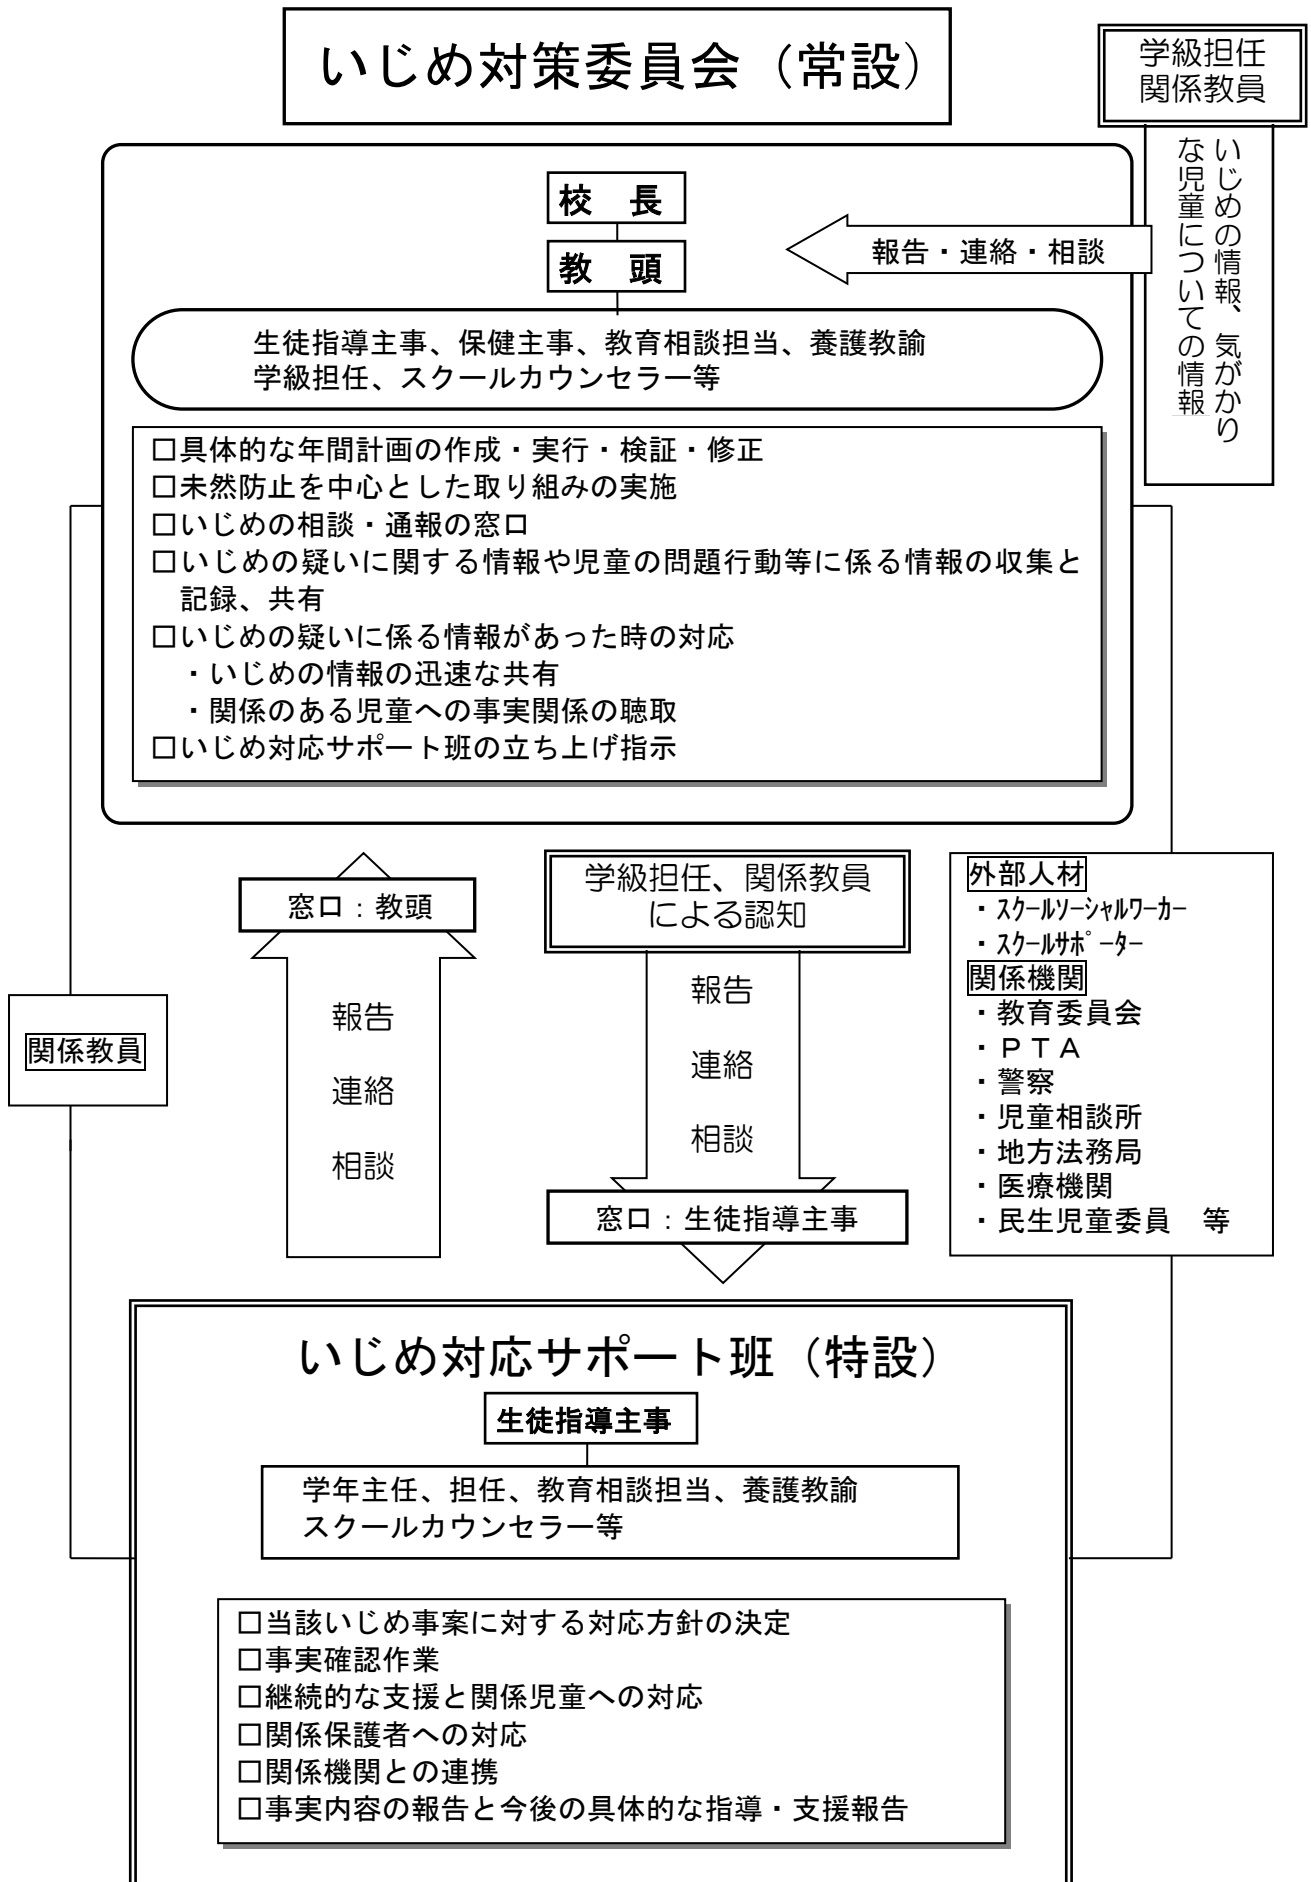 いじめ対策委員会（常設）
学級担任
関係教員
いじめの情報、気がかり
な児童についての情報
校　長
報告・連絡・相談
教　頭
生徒指導主事、保健主事、教育相談担当、養護教諭
学級担任、スクールカウンセラー等
□具体的な年間計画の作成・実行・検証・修正
□未然防止を中心とした取り組みの実施
□いじめの相談・通報の窓口
□いじめの疑いに関する情報や児童の問題行動等に係る情報の収集と
記録、共有
□いじめの疑いに係る情報があった時の対応
・いじめの情報の迅速な共有
・関係のある児童への事実関係の聴取
□いじめ対応サポート班の立ち上げ指示
窓口：教頭
報告
連絡
相談
学級担任、関係教員
による認知
報告
連絡
相談
窓口：生徒指導主事
外部人材
・ｽｸｰﾙｿｰｼｬﾙﾜｰｶｰ
・ｽｸｰﾙｻﾎﾟｰﾀｰ
関係機関
・教育委員会
・ＰＴＡ
・警察
・児童相談所
・地方法務局
・医療機関
・民生児童委員　等
関係教員
いじめ対応サポート班（特設）
生徒指導主事
学年主任、担任、教育相談担当、養護教諭
スクールカウンセラー等
□当該いじめ事案に対する対応方針の決定
□事実確認作業
□継続的な支援と関係児童への対応
□関係保護者への対応
□関係機関との連携
□事実内容の報告と今後の具体的な指導・支援報告